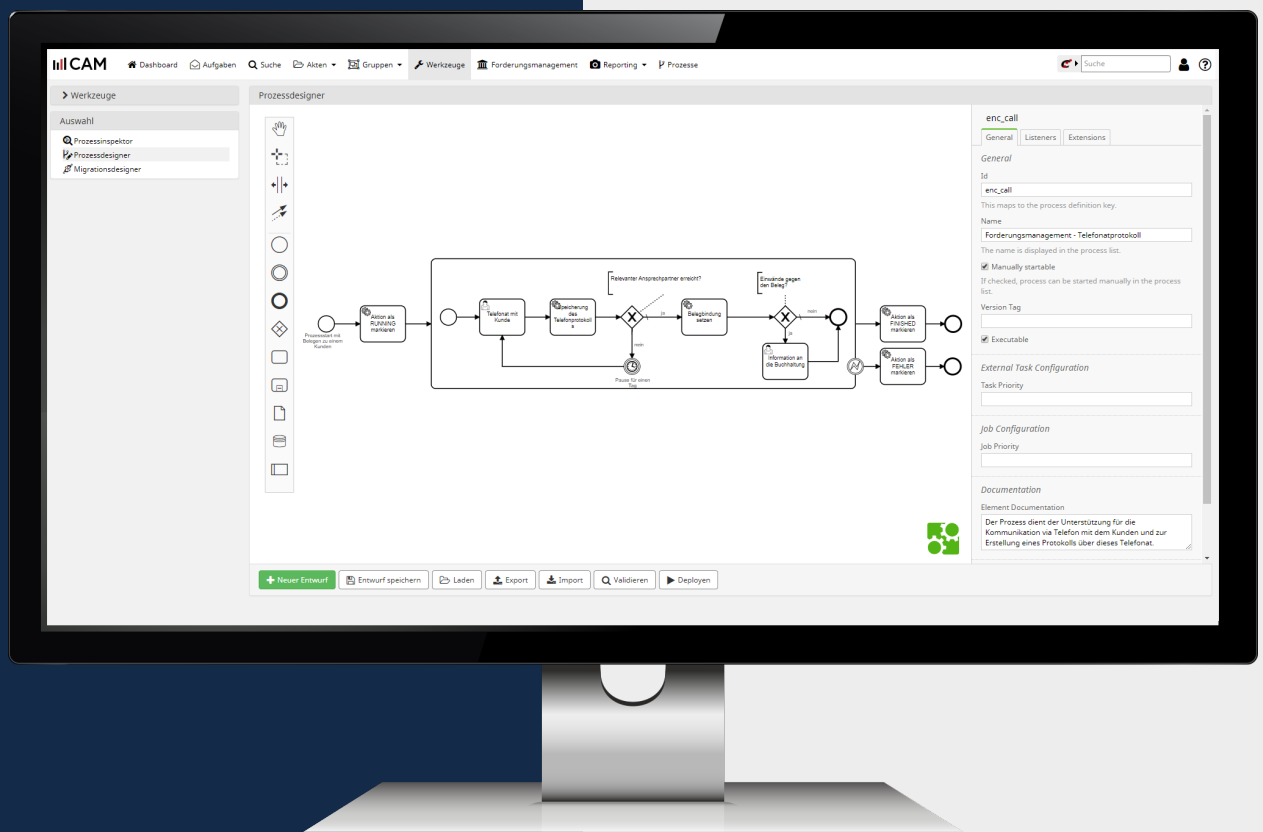 CAM
Dashboard
Aufgaben
Suche
Akten
Gruppen
Werkzeuge
Forderungsmanagement
Reporting
Prozesse
Suche
Werkzeuge
Auswahl
Prozessinspektor
Prozessdesigner
Migrationsdesigner
Prozessdesigner
Prozessstart mit
Belegen zu einem
Kunden
Aktion als
RUNNING
markieren
Telefonat mit
Kunde
Speicherung
des
Telefonprotokoll
s
Relevanter Ansprechpartner erreicht?
ja
nein
Pause für einen
Tag
Belegbindung
setzen
Einwände gegen
den Beleg?
nein
ja
Information an
die Buchhaltung
Aktion als
FINISHED
markieren
Aktion als
FEHLER
markieren
enc_call
General
Listeners
Extensions
General
Id
enc_call
This maps to the process definition key.
Name
Forderungsmanagement - Telefonatprotokoll
The name is displayed in the process list.
Manually startable
If checked, process can be started manually in the process
list.
Version Tag
Executable
External Task Configuration
Task Priority
Job Configuration
Job Priority
Documentation
Element Documentation
Der Prozess dient der Unterstützung für die
Kommunikation via Telefon mit dem Kunden und zur
Erstellung eines Protokolls über dieses Telefonat.
Neuer Entwurf
Entwurf speichern
Laden
Export
Import
Validieren
Deployen